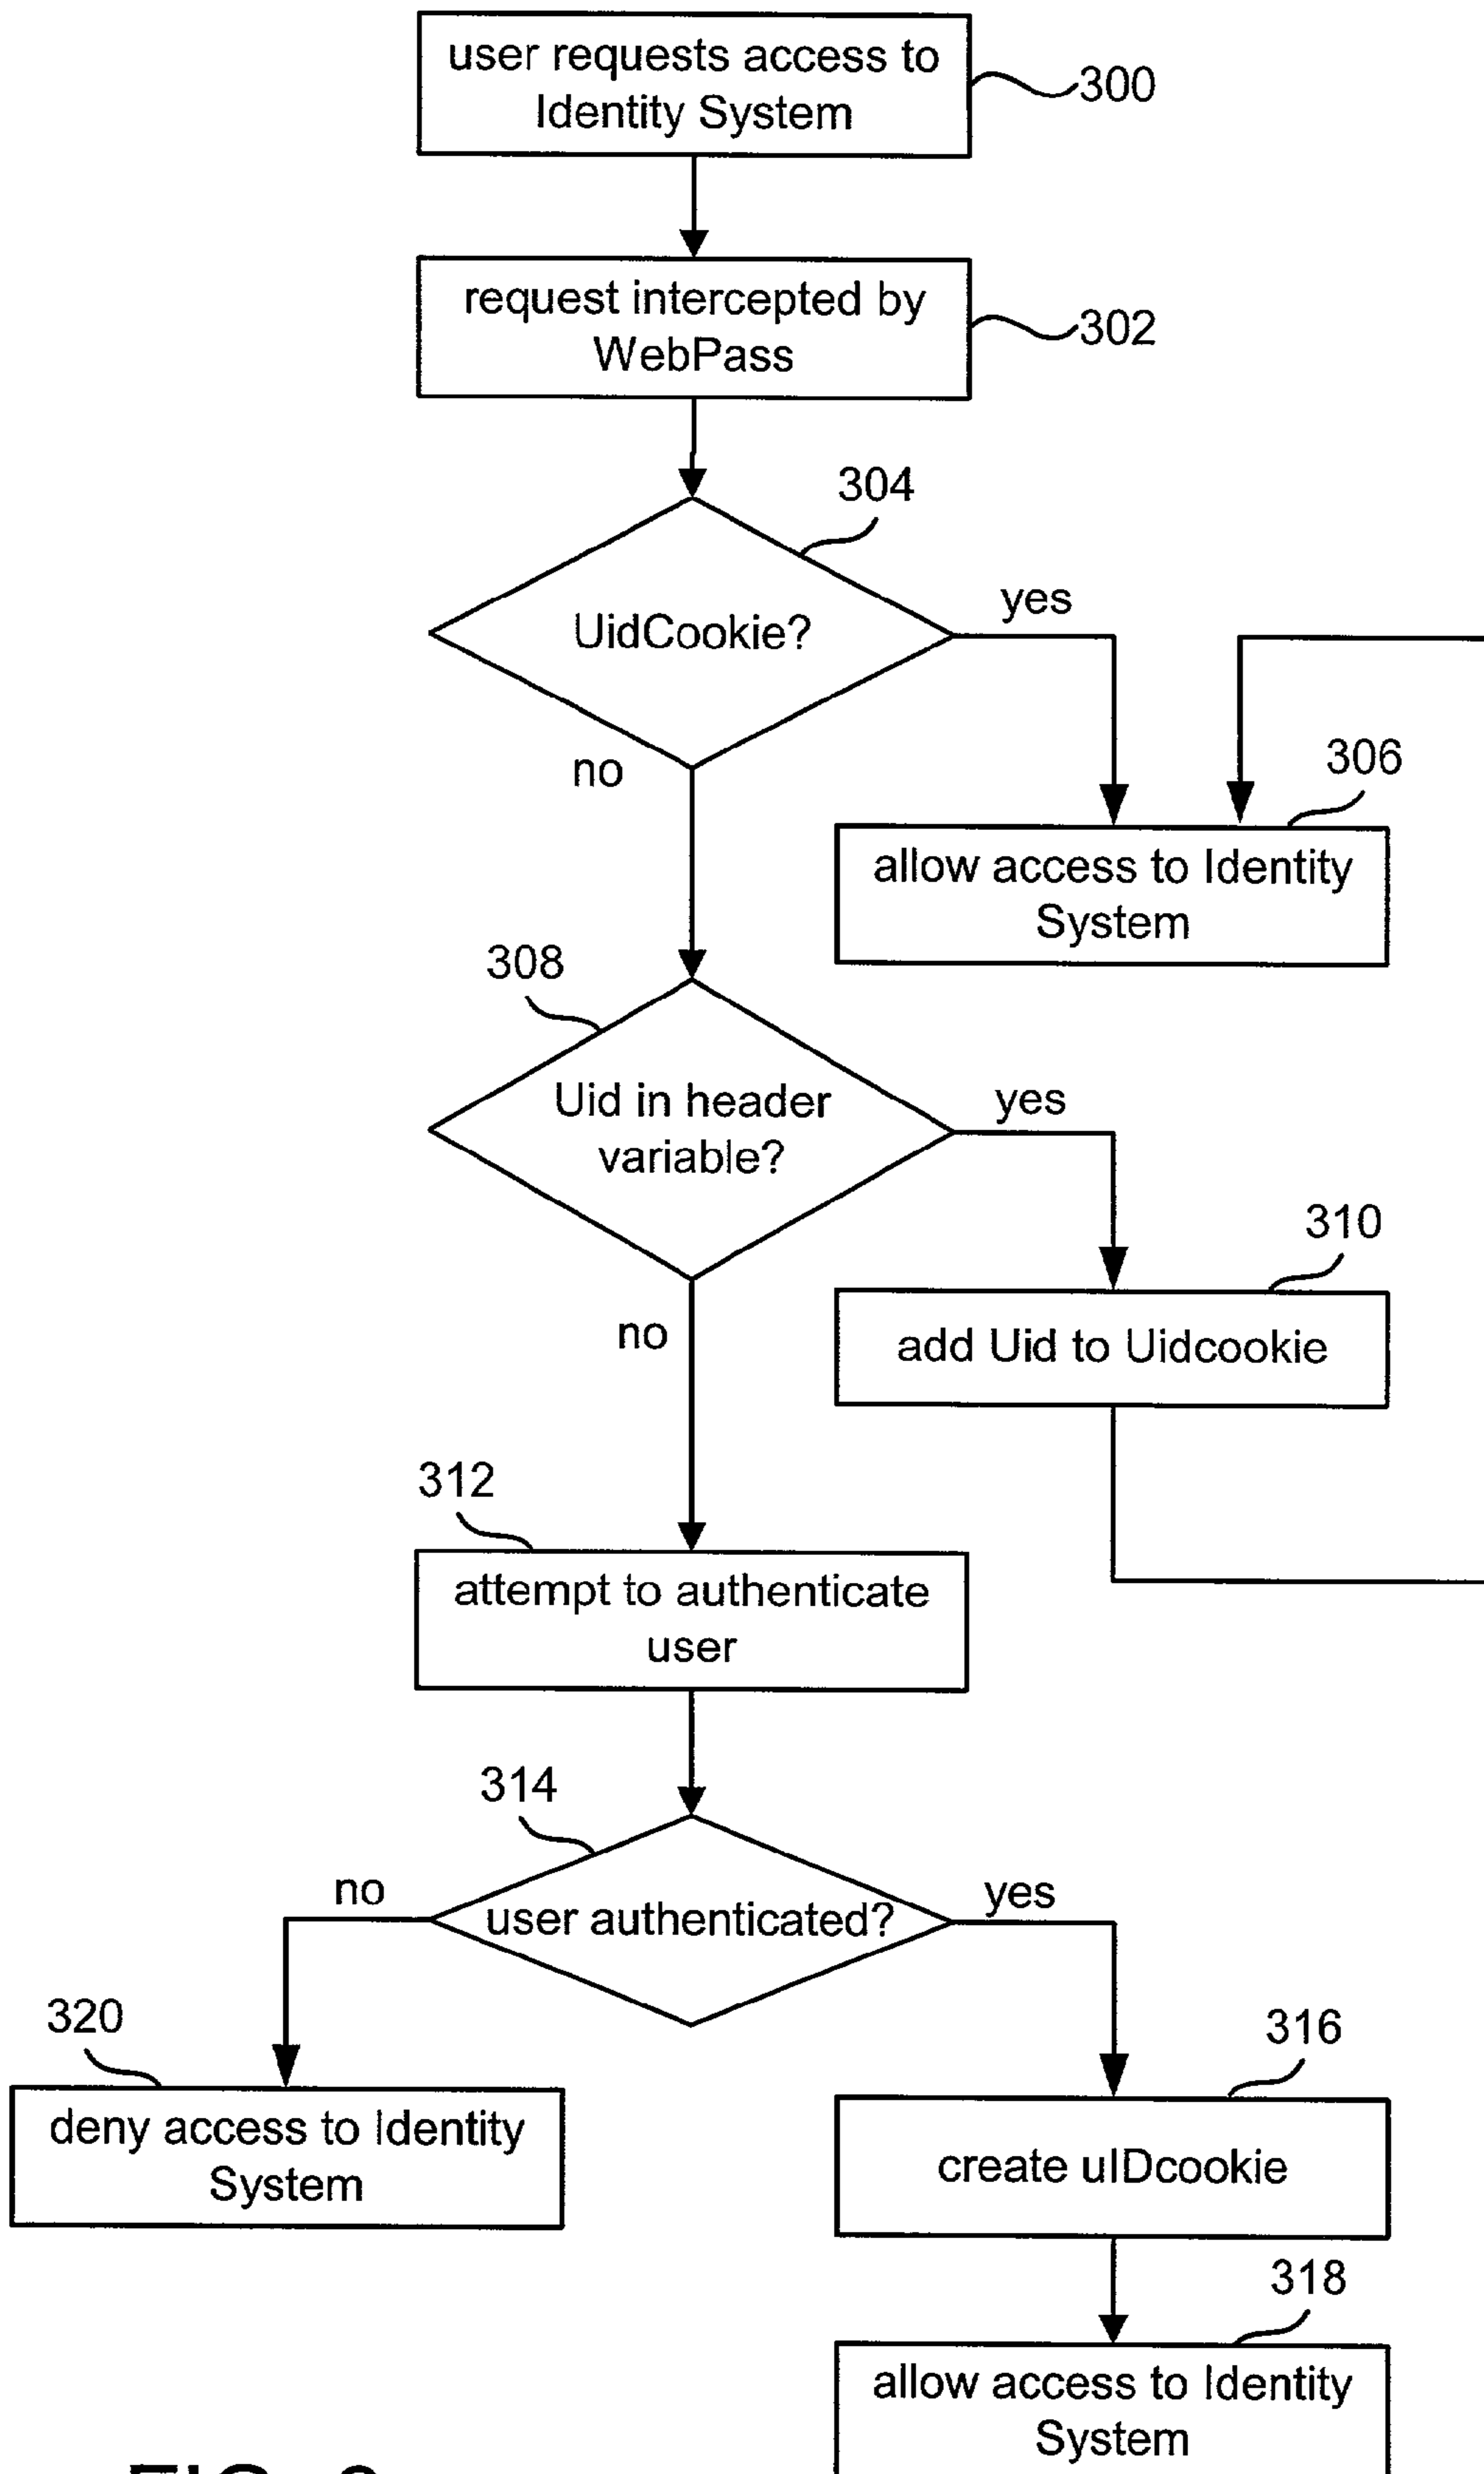 user requests access to
Identity System
300
request intercepted by
WebPass
302
304
UidCookie?
yes
no
306
allow access to Identity
System
308
Uid in header
variable?
yes
no
310
add Uid to Uidcookie
312
attempt to authenticate
user
314
user authenticated?
no
yes
320
deny access to Identity
System
316
create uIDcookie
318
allow access to Identity
System